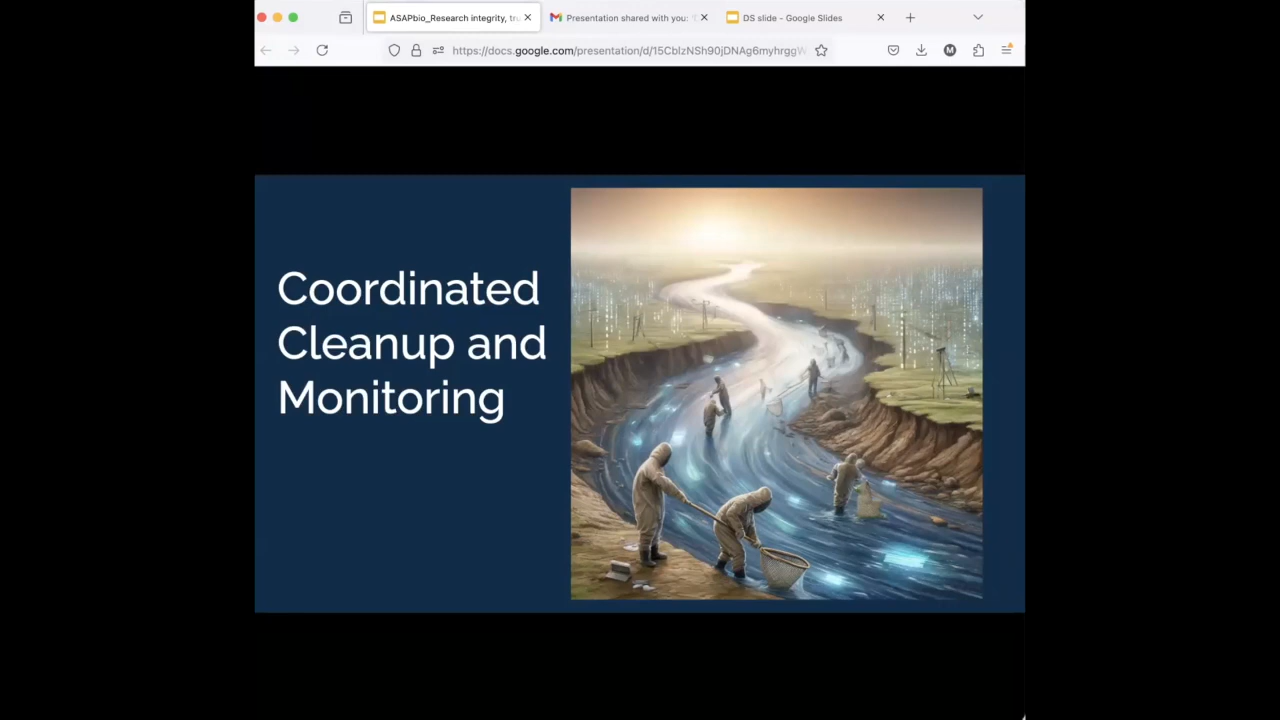 ASAPbio_Research integrity, tr
Presentation shared with you: "
DS slide - Google Slides
M
https://docs.google.com/presentation/d/15CbIzNSh90jDNAg6myhrggW
Coordinated
Cleanup and
Monitoring